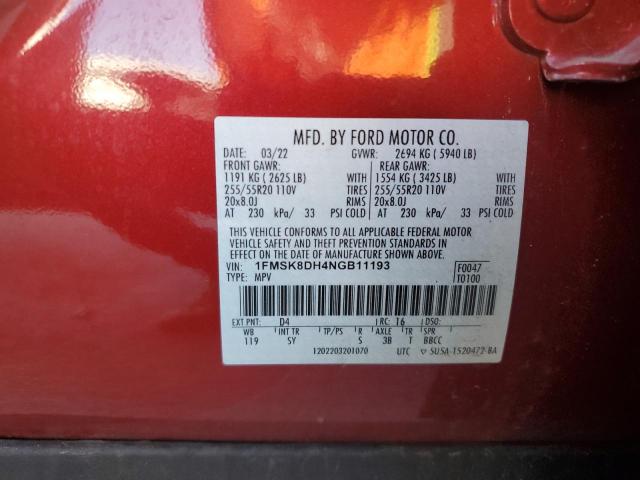 MFD. BY FORD MOTOR CO.
DATE: 03/22 GVWR: 2694 KG ( 5940 LB)
FRONT GAWR: REAR GAWR:
1191 KG ( 2625 LB) WITH 1554 KG ( 3425 LB) WITH
255/55R20 110V TIRES 255/55R20 110V TIRES
20x8.0J RIMS 20x8.0J RIMS
AT 230 kPa/ 33 PSI COLD AT 230 kPa/ 33 PSI COLD
THIS VEHICLE CONFORMS TO ALL APPLICABLE FEDERAL MOTOR
VEHICLE SAFETY AND THEFT PREVENTION STANDARDS IN
EFFECT ON THE DATE OF MANUFACTURE SHOWN ABOVE.
VIN: 1FMSK8DH4NGB11193 F0047
TYPE: MPV T0100
EXT PNT: D4 RC: 16 DSO:
WB INT TR TP/PS R AXLE TR SPR
119 SY S 3B T BBCC
1202203201070 UTC ▽ SU5A-1520472-BA